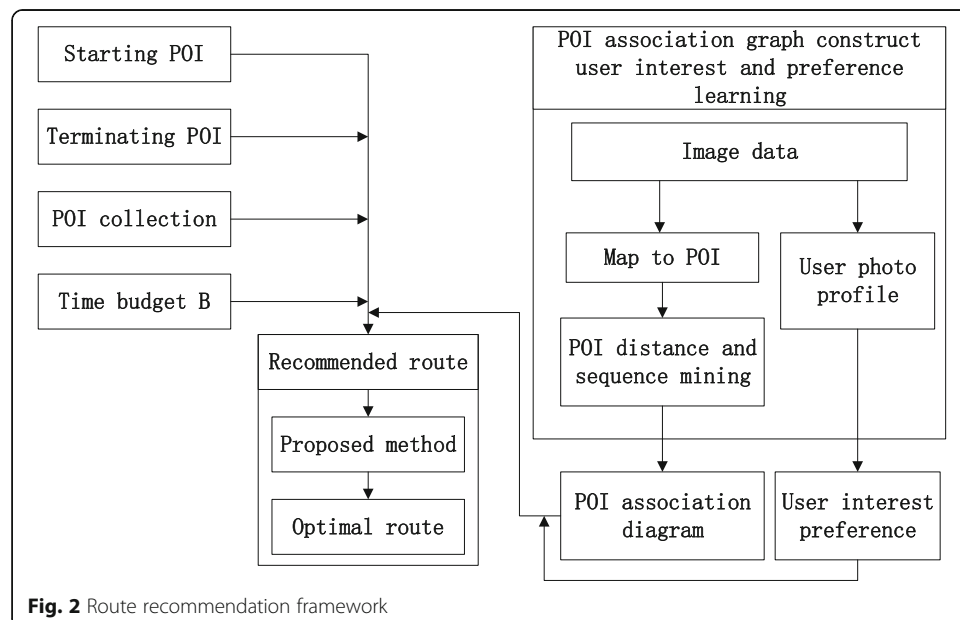 Starting POI
Terminating POI
POI collection
Time budget B
Recommended route
Proposed method
Optimal route
POI association graph construct
user interest and preference
learning
Image data
Map to POI
User photo
profile
POI distance and
sequence mining
POI association
diagram
User interest
preference
Fig. 2 Route recommendation framework